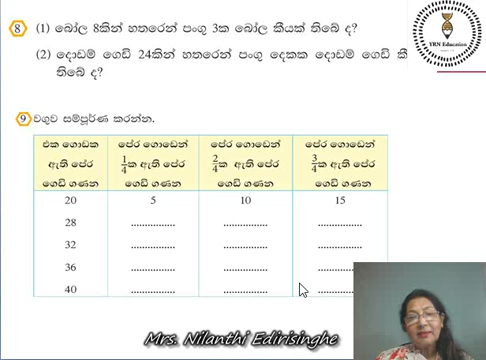 8 (1) බෝල 8කින් හතරෙන් පංගු 3ක බෝල කීයක් තිබේ ද?
(2) දොඩම් ගෙඩි 24කින් හතරෙන් පංගු දෙකක දොඩම් ගෙඩි කී
තිබේ ද?
YRN Education
9 වගුව සම්පූර්ණ කරන්න.
එක ගොඩක ඇති පේර ගෙඩි ගණන
පේර ගොඩෙන් 1/4ක ඇති පේර ගෙඩි ගණන
පේර ගොඩෙන් 2/4ක ඇති පේර ගෙඩි ගණන
පේර ගොඩෙන් 3/4ක ඇති පේර ගෙඩි ගණන
20 5 10 15
28 ............... ............... ...............
32 ............... ............... ...............
36 ............... ............... ...............
40 ............... ............... ...............
Mrs. Nilanthi Edirisinghe